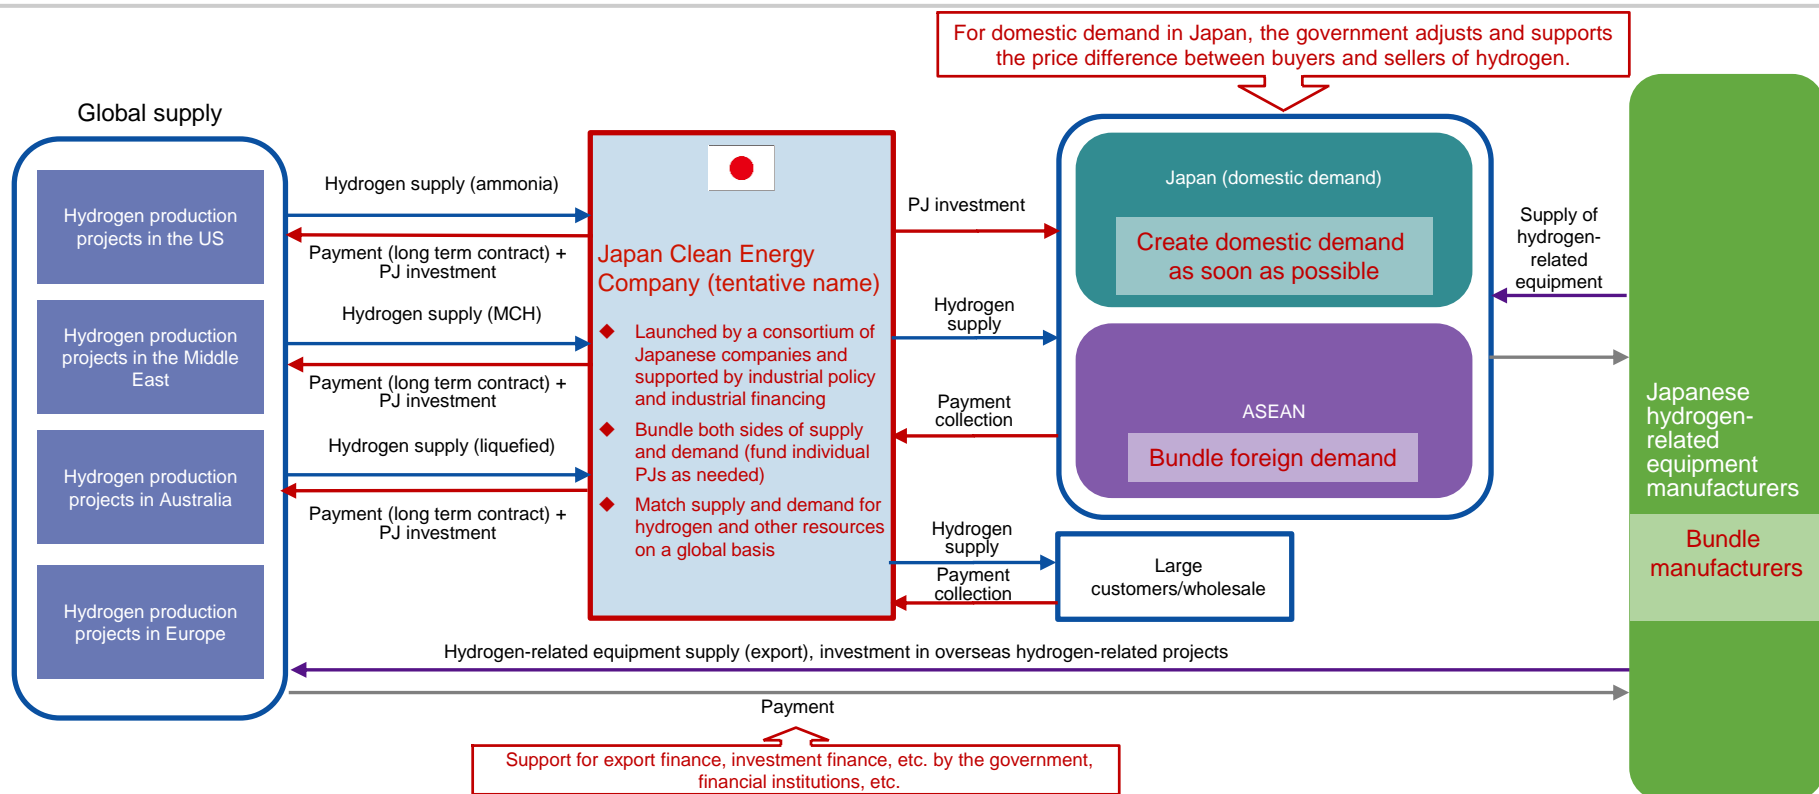 For domestic demand in Japan, the government adjusts and supports
the price difference between buyers and sellers of hydrogen.
Global supply
Hydrogen production
projects in the US
Hydrogen production
projects in the Middle
East
Hydrogen production
projects in Australia
Hydrogen production
projects in Europe
Hydrogen supply (ammonia)
Payment (long term contract) +
PJ investment
Hydrogen supply (MCH)
Payment (long term contract) +
PJ investment
Hydrogen supply (liquefied)
Payment (long term contract) +
PJ investment
Japan Clean Energy
Company (tentative name)
◆ Launched by a consortium of
Japanese companies and
supported by industrial policy
and industrial financing
◆ Bundle both sides of supply
and demand (fund individual
PJs as needed)
◆ Match supply and demand for
hydrogen and other resources
on a global basis
PJ investment
Hydrogen
supply
Payment
collection
Hydrogen
supply
Payment
collection
Japan (domestic demand)
Create domestic demand
as soon as possible
ASEAN
Bundle foreign demand
Large
customers/wholesale
Supply of
hydrogen-
related
equipment
Japanese
hydrogen-
related
equipment
manufacturers
Bundle
manufacturers
Hydrogen-related equipment supply (export), investment in overseas hydrogen-related projects
Payment
Support for export finance, investment finance, etc. by the government,
financial institutions, etc.